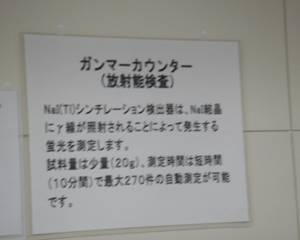 ガンマーカウンター
(放射能検査)
NaI(Tl)シンチレーション検出器は、NaI結晶
にγ線が照射されることによって発生する
蛍光を測定します。
試料量は少量(20g)、測定時間は短時間
(10分間)で最大270件の自動測定が可能
です。